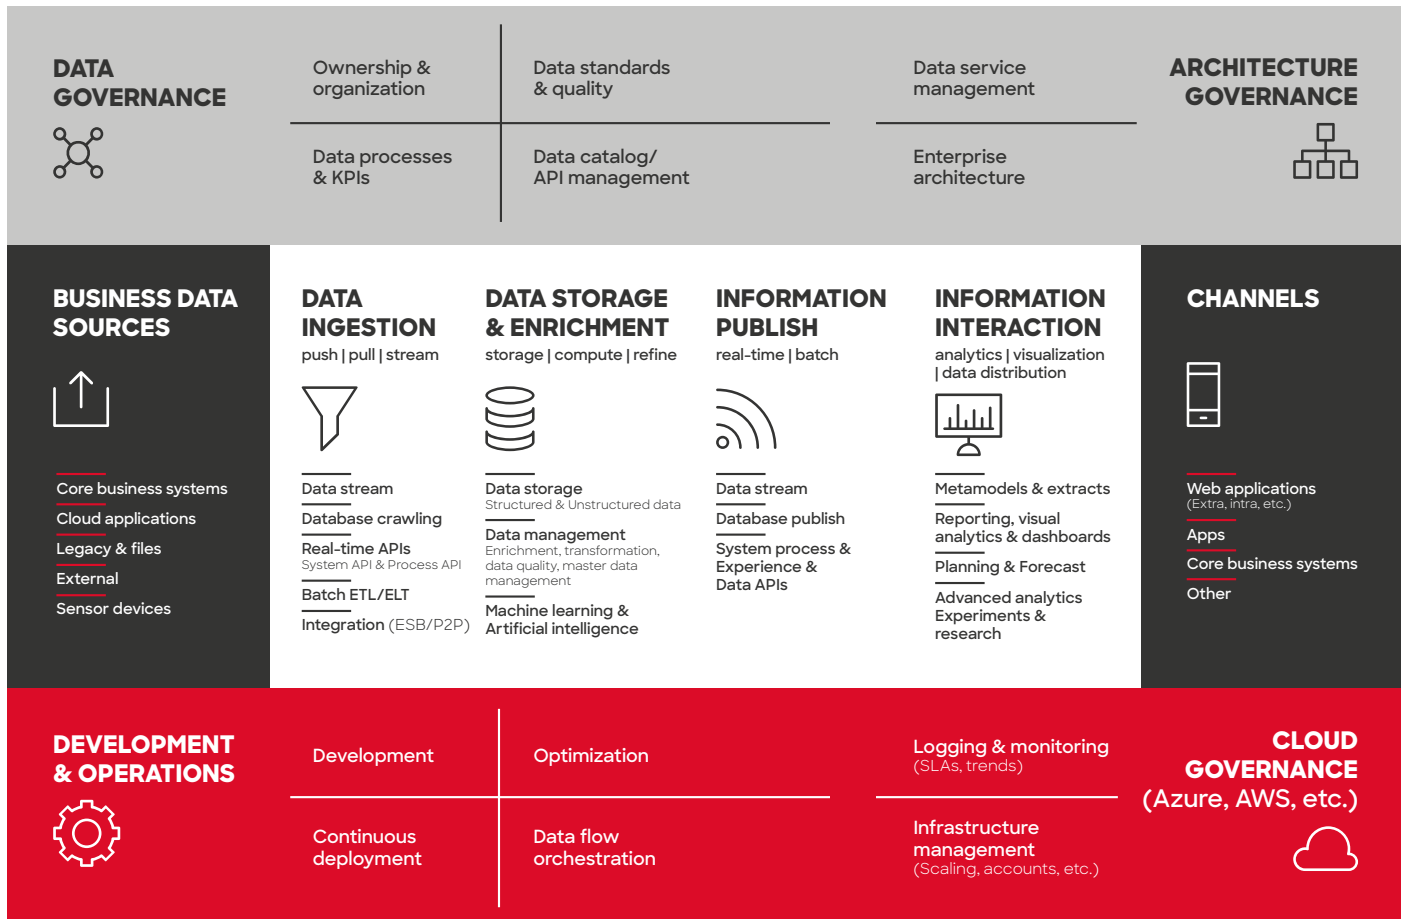 DATA
GOVERNANCE
Ownership &
organization
Data standards
& quality
Data processes
& KPIs
Data catalog/
API management
Data service
management
Enterprise
architecture
ARCHITECTURE
GOVERNANCE
BUSINESS DATA
SOURCES
Core business systems
Cloud applications
Legacy & files
External
Sensor devices
DATA
INGESTION
push | pull | stream
Data stream
Database crawling
Real-time APIs
System API & Process API
Batch ETL/ELT
Integration (ESB/P2P)
DATA STORAGE
& ENRICHMENT
storage | compute | refine
Data storage
Structured & Unstructured data
Data management
Enrichment, transformation,
data quality, master data
management
Machine learning &
Artificial intelligence
INFORMATION
PUBLISH
real-time | batch
Data stream
Database publish
System process &
Experience &
Data APIs
INFORMATION
INTERACTION
analytics | visualization
| data distribution
Metamodels & extracts
Reporting, visual
analytics & dashboards
Planning & Forecast
Advanced analytics
Experiments &
research
CHANNELS
Web applications
(Extra, intra, etc.)
Apps
Core business systems
Other
DEVELOPMENT
& OPERATIONS
Development
Optimization
Continuous
deployment
Data flow
orchestration
Logging & monitoring
(SLAs, trends)
Infrastructure
management
(Scaling, accounts, etc.)
CLOUD
GOVERNANCE
(Azure, AWS, etc.)